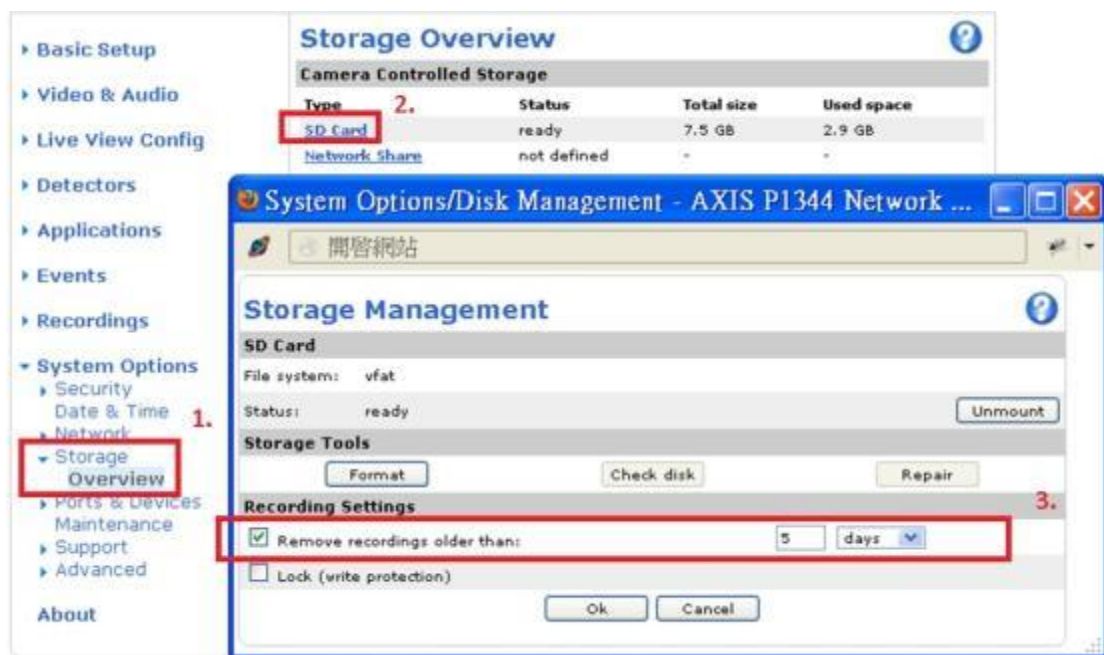 Basic Setup
Video & Audio
Live View Config
Detectors
Applications
Events
Recordings
System Options
Security
Date & Time
1.
Network
Storage
Overview
Ports & Devices
Maintenance
Support
Advanced
About
Storage Overview
Camera Controlled Storage
Type 2. Status Total size Used space
SD Card ready 7.5 GB 2.9 GB
Network Share not defined - -
System Options/Disk Management - AXIS P1344 Network ...
開啓網站
Storage Management
SD Card
File system: vfat
Status: ready Unmount
Storage Tools
Format Check disk Repair
Recording Settings
3.
Remove recordings older than: 5 days
Lock (write protection)
Ok Cancel